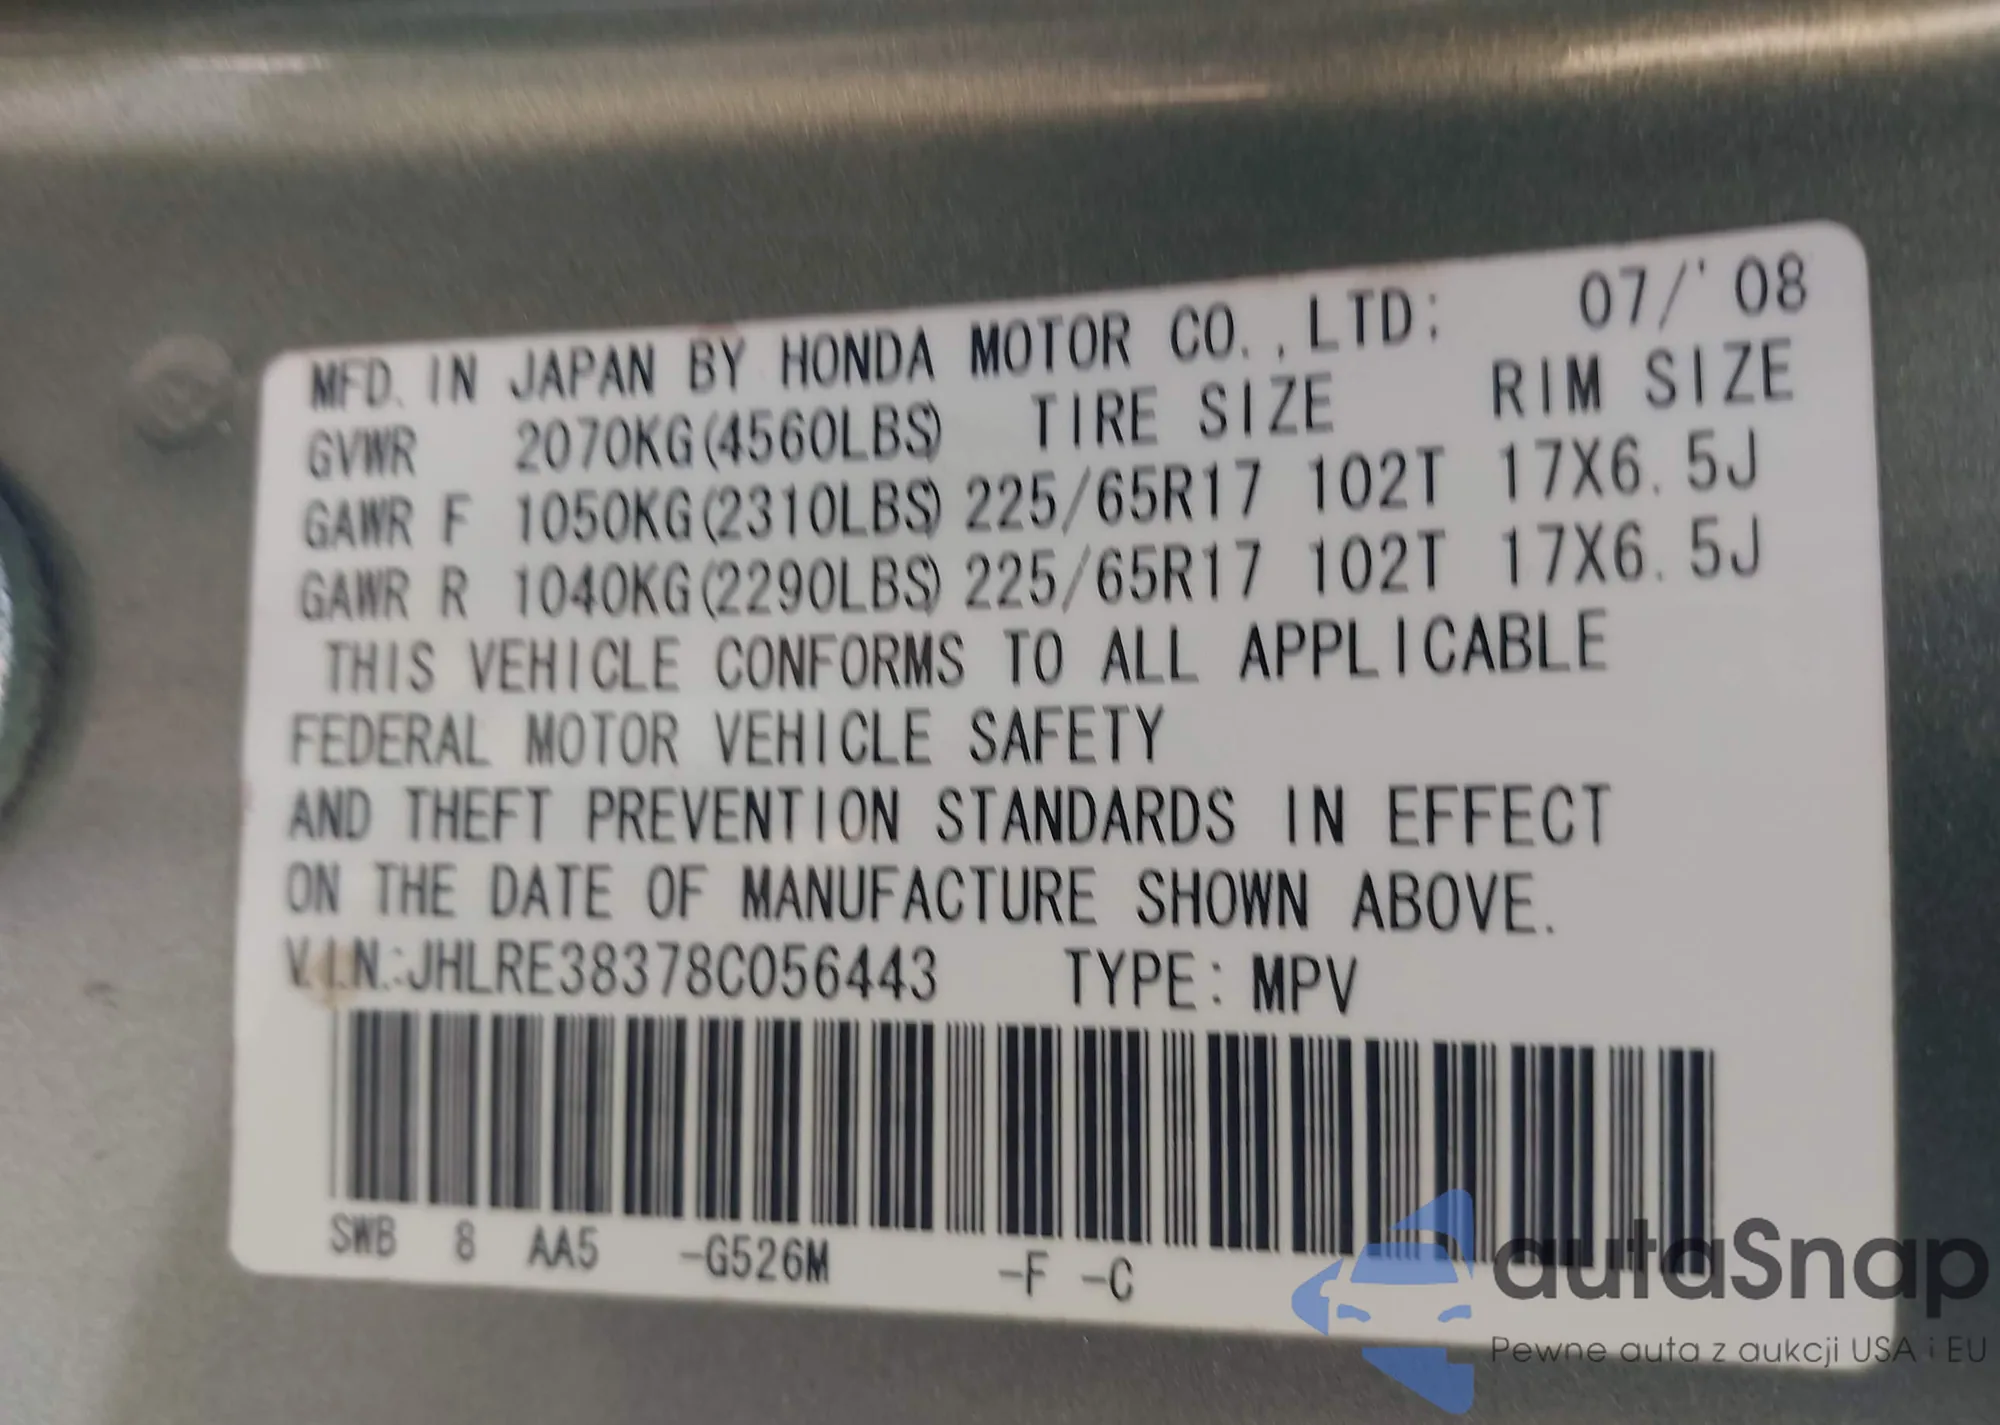 MFD. IN JAPAN BY HONDA MOTOR CO.,LTD: 07/'08
GVWR 2070KG(4560LBS) TIRE SIZE RIM SIZE
GAWR F 1050KG(2310LBS) 225/65R17 102T 17X6.5J
GAWR R 1040KG(2290LBS) 225/65R17 102T 17X6.5J
THIS VEHICLE CONFORMS TO ALL APPLICABLE
FEDERAL MOTOR VEHICLE SAFETY
AND THEFT PREVENTION STANDARDS IN EFFECT
ON THE DATE OF MANUFACTURE SHOWN ABOVE.
V.I.N.:JHLRE38378C056443 TYPE: MPV
SWB 8 AA5 -G526M -F -C
autaSnap
Pewne auta z aukcji USA i EU